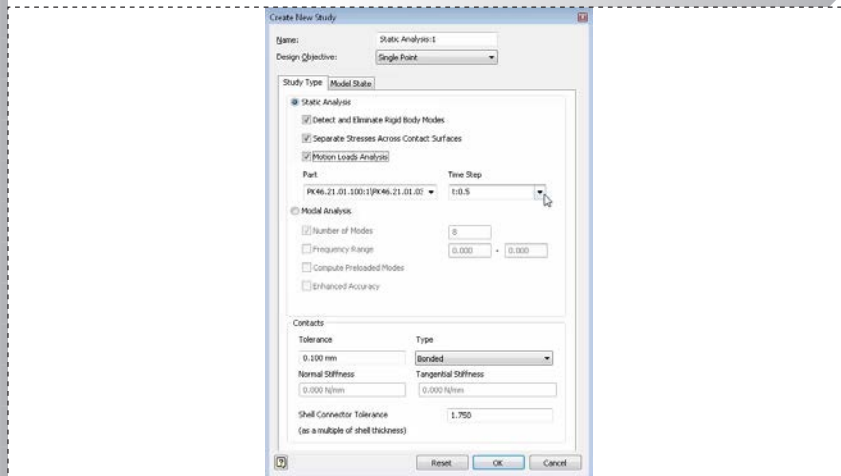 Create New Study
Name: Static Analysis:1
Design Objective: Single Point
Study Type Model State
Static Analysis
Detect and Eliminate Rigid Body Modes
Separate Stresses Across Contact Surfaces
Motion Loads Analysis
Part Time Step
PK46.21.01.100:1\PK46.21.01.03 t:0.5
Modal Analysis
Number of Modes 8
Frequency Range 0.000 - 0.000
Compute Preloaded Modes
Enhanced Accuracy
Contacts
Tolerance Type
0.100 mm Bonded
Normal Stiffness Tangential Stiffness
0.000 N/mm 0.000 N/mm
Shell Connector Tolerance 1.750
(as a multiple of shell thickness)
? Reset OK Cancel